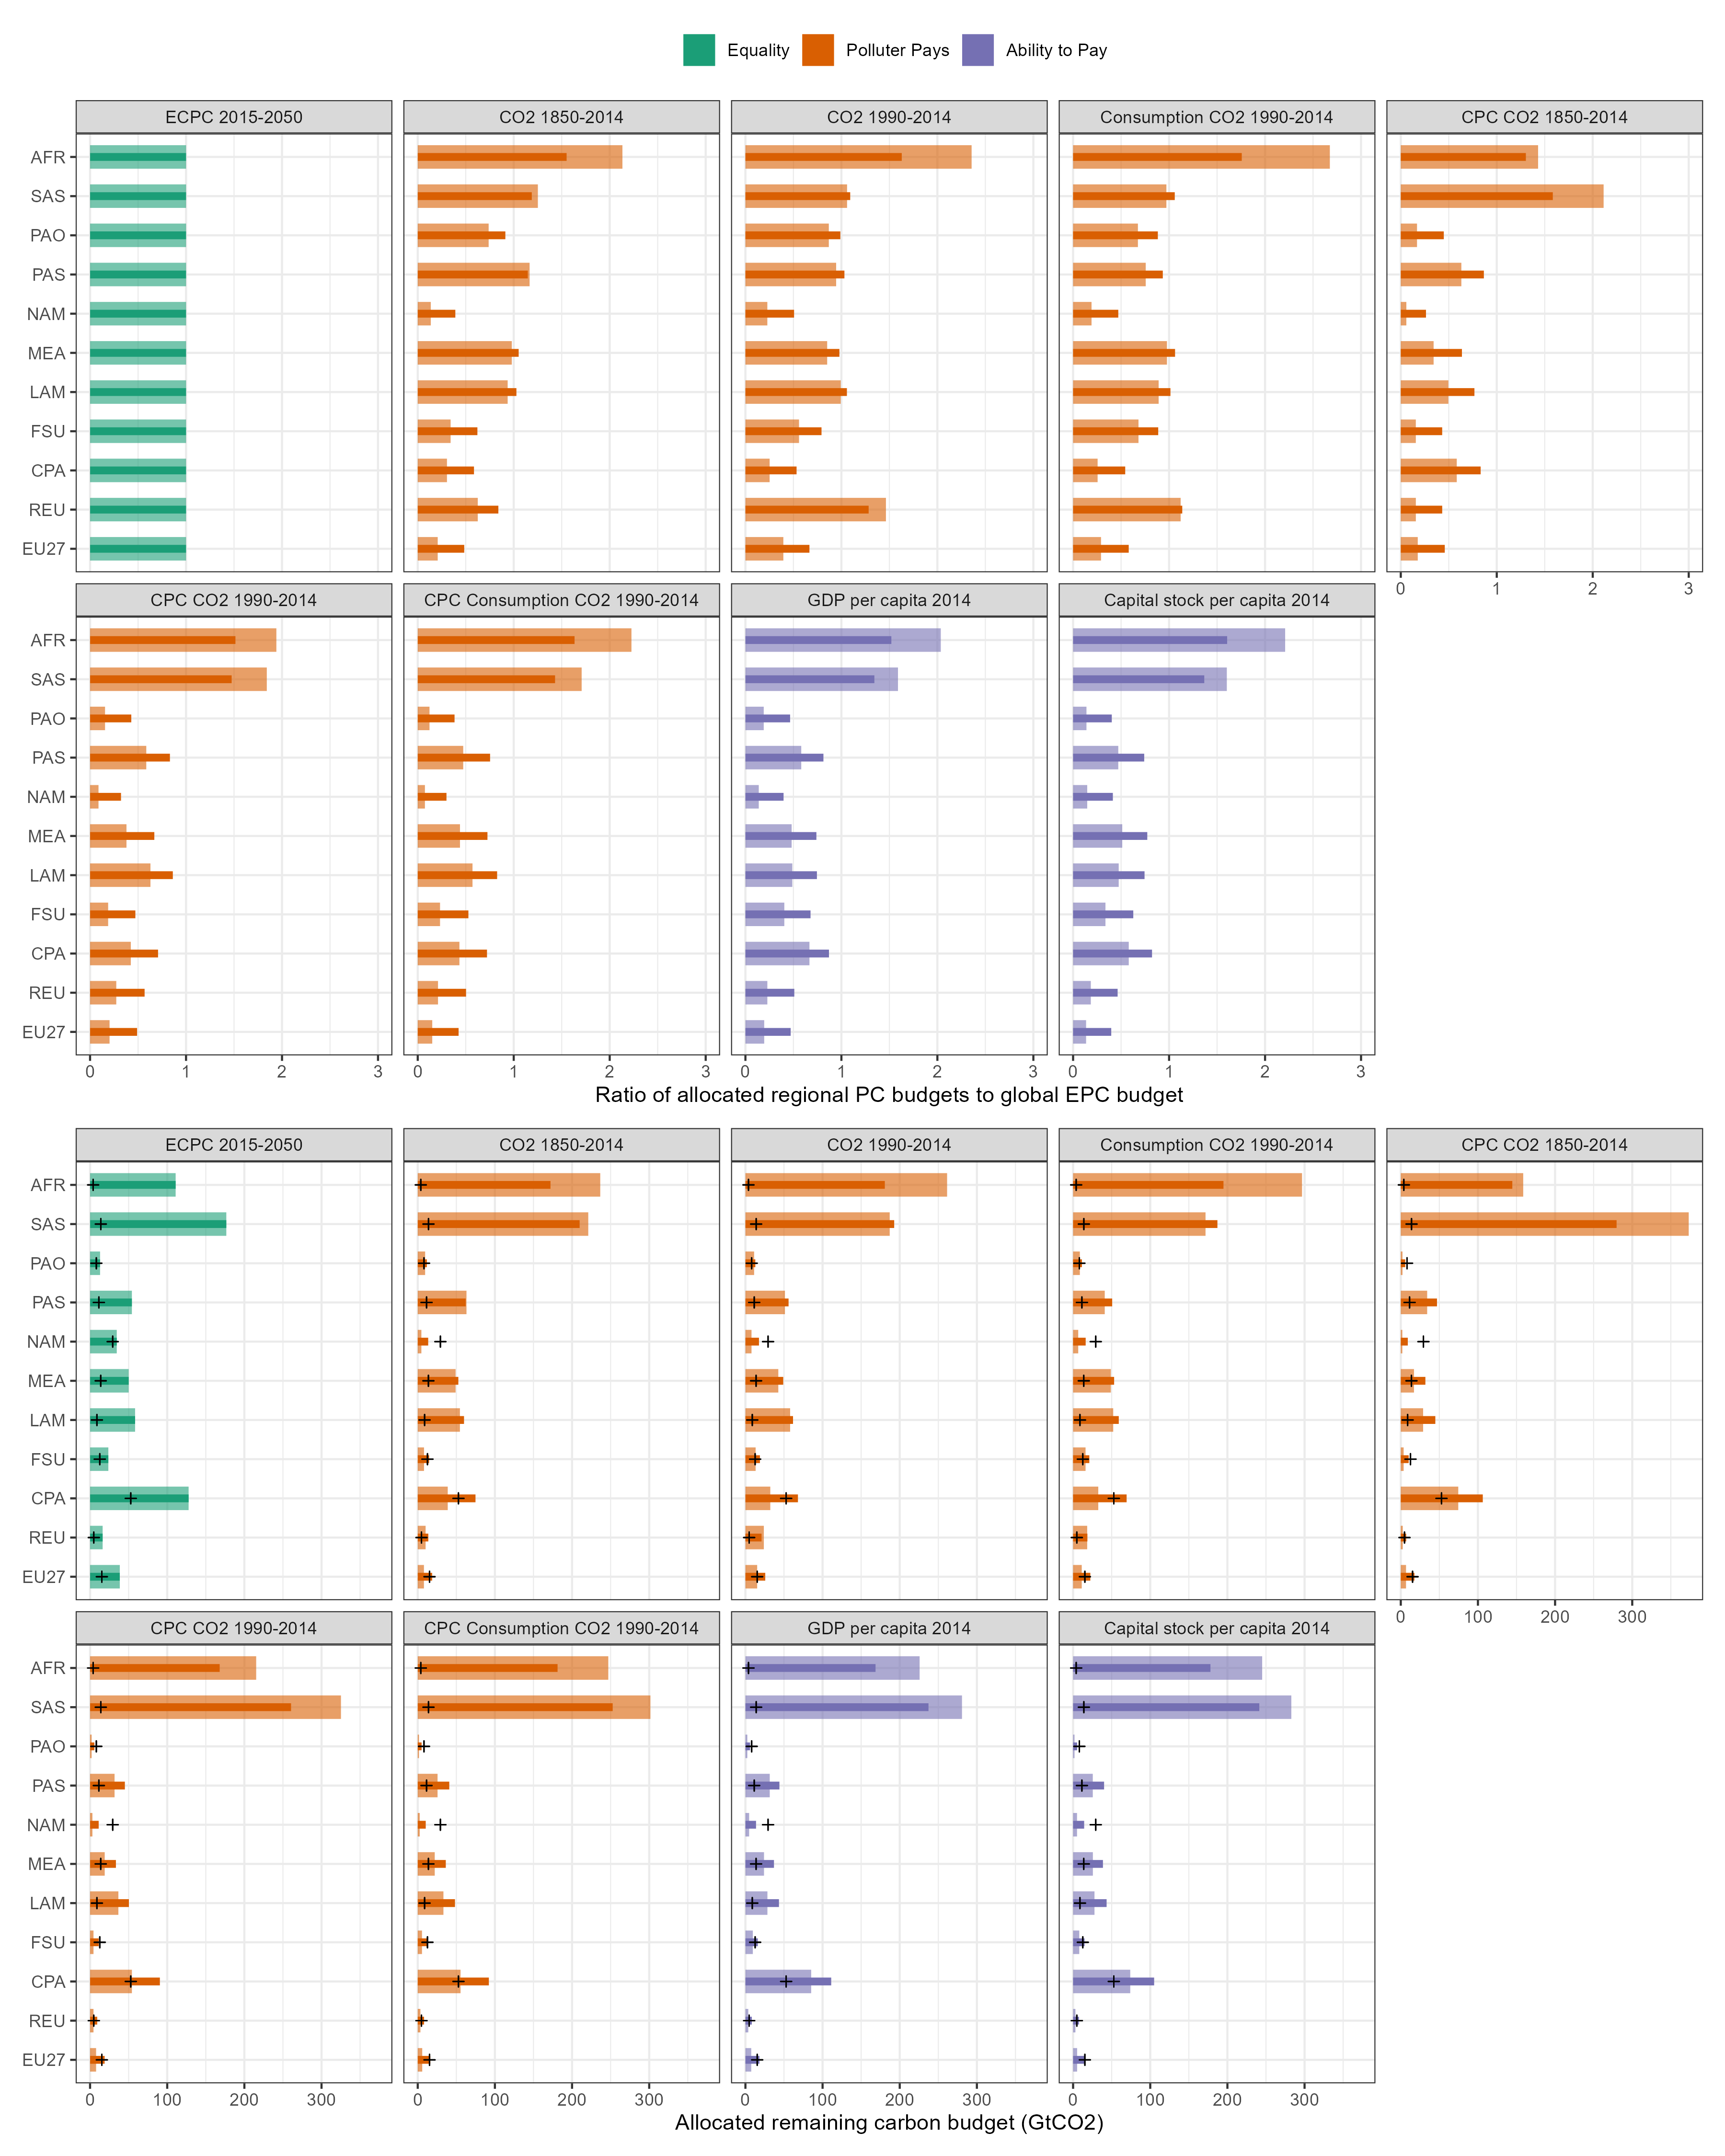 Equality Polluter Pays Ability to Pay
ECPC 2015-2050 CO2 1850-2014 CO2 1990-2014 Consumption CO2 1990-2014 CPC CO2 1850-2014
AFR
SAS
PAO
PAS
NAM
MEA
LAM
FSU
CPA
REU
EU27
0 1 2 3
CPC CO2 1990-2014 CPC Consumption CO2 1990-2014 GDP per capita 2014 Capital stock per capita 2014
AFR
SAS
PAO
PAS
NAM
MEA
LAM
FSU
CPA
REU
EU27
0 1 2 3 0 1 2 3 0 1 2 3 0 1 2 3
Ratio of allocated regional PC budgets to global EPC budget
ECPC 2015-2050 CO2 1850-2014 CO2 1990-2014 Consumption CO2 1990-2014 CPC CO2 1850-2014
AFR
SAS
PAO
PAS
NAM
MEA
LAM
FSU
CPA
REU
EU27
0 100 200 300
CPC CO2 1990-2014 CPC Consumption CO2 1990-2014 GDP per capita 2014 Capital stock per capita 2014
AFR
SAS
PAO
PAS
NAM
MEA
LAM
FSU
CPA
REU
EU27
0 100 200 300 0 100 200 300 0 100 200 300 0 100 200 300
Allocated remaining carbon budget (GtCO2)